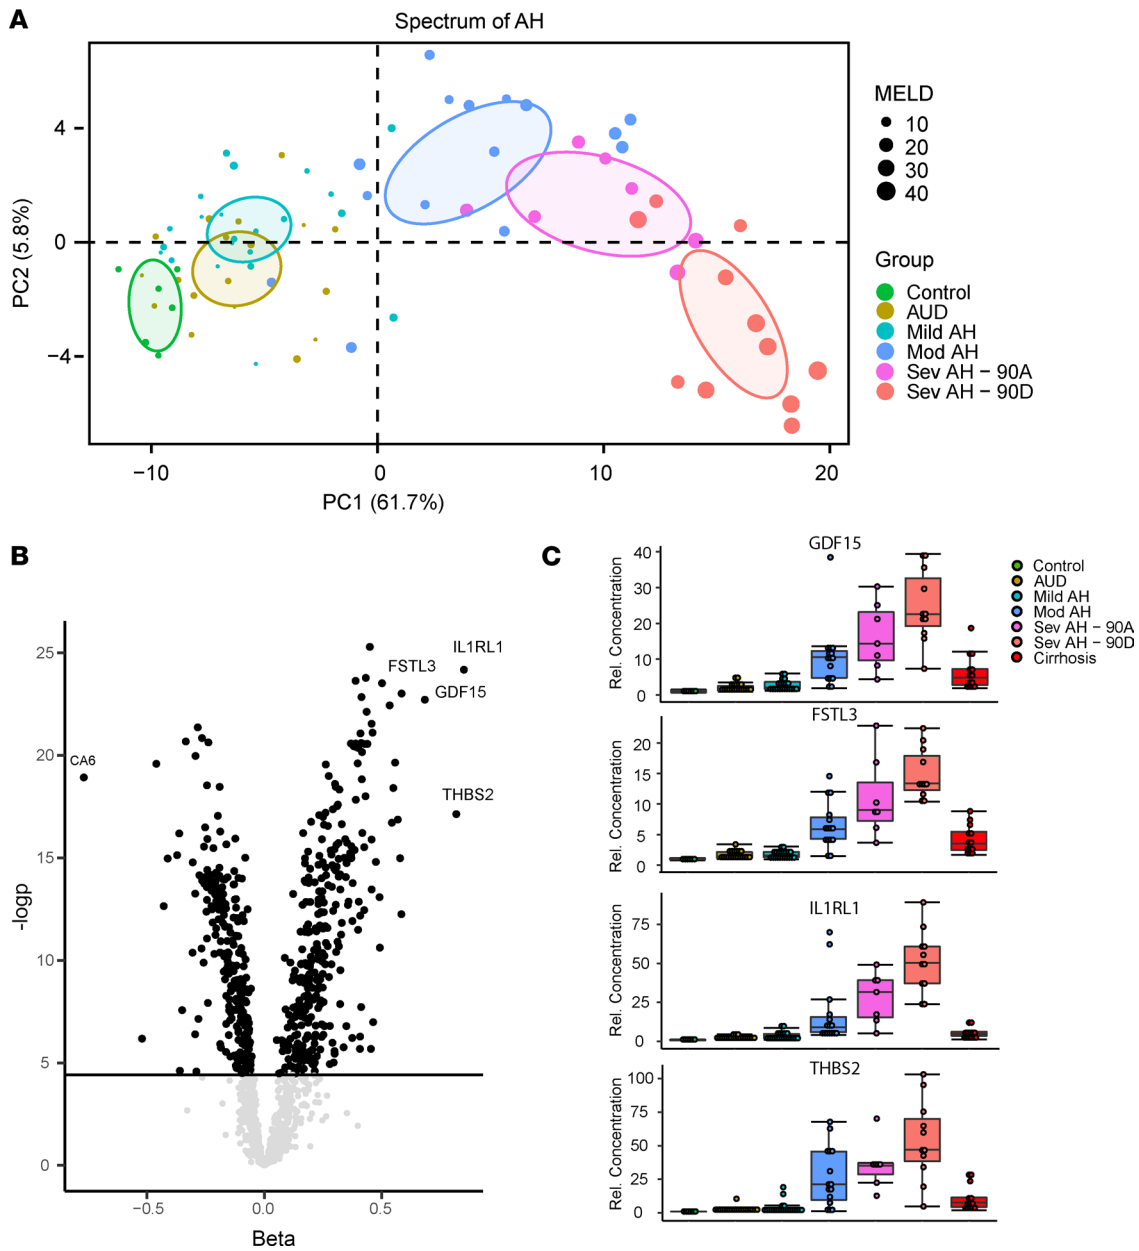 A
Spectrum of AH
PC2 (5.8%)
4
0
−4
−10
0
10
20
PC1 (61.7%)
MELD
10
20
30
40
Group
Control
AUD
Mild AH
Mod AH
Sev AH − 90A
Sev AH − 90D
B
-logp
25
20
15
10
5
0
IL1RL1
FSTL3
GDF15
CA6
THBS2
−0.5
0.0
0.5
Beta
C
GDF15
Rel. Concentration
40
30
20
10
0
Control
AUD
Mild AH
Mod AH
Sev AH − 90A
Sev AH − 90D
Cirrhosis
FSTL3
Rel. Concentration
20
15
10
5
0
IL1RL1
Rel. Concentration
75
50
25
0
THBS2
Rel. Concentration
100
75
50
25
0